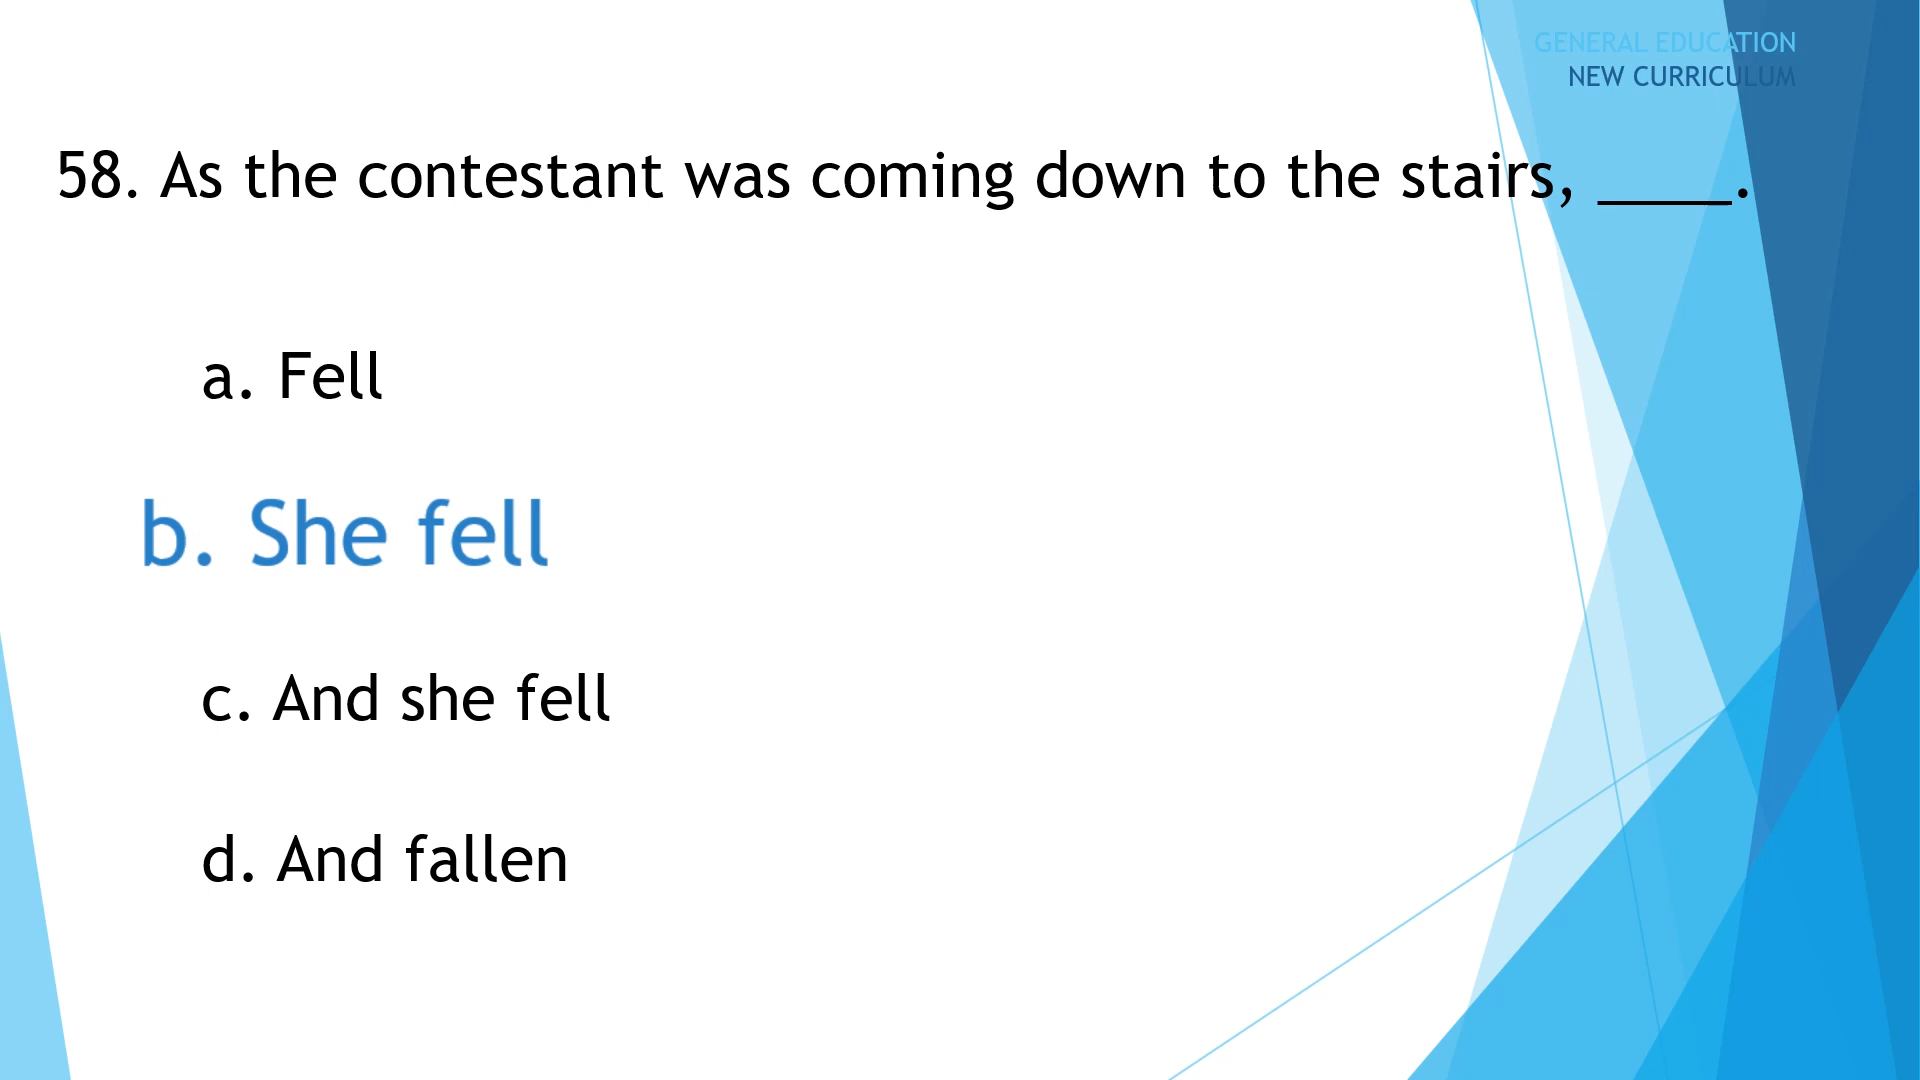 GENERAL EDUCATION
NEW CURRICULUM
58. As the contestant was coming down to the stairs, ____.
a. Fell
b. She fell
c. And she fell
d. And fallen